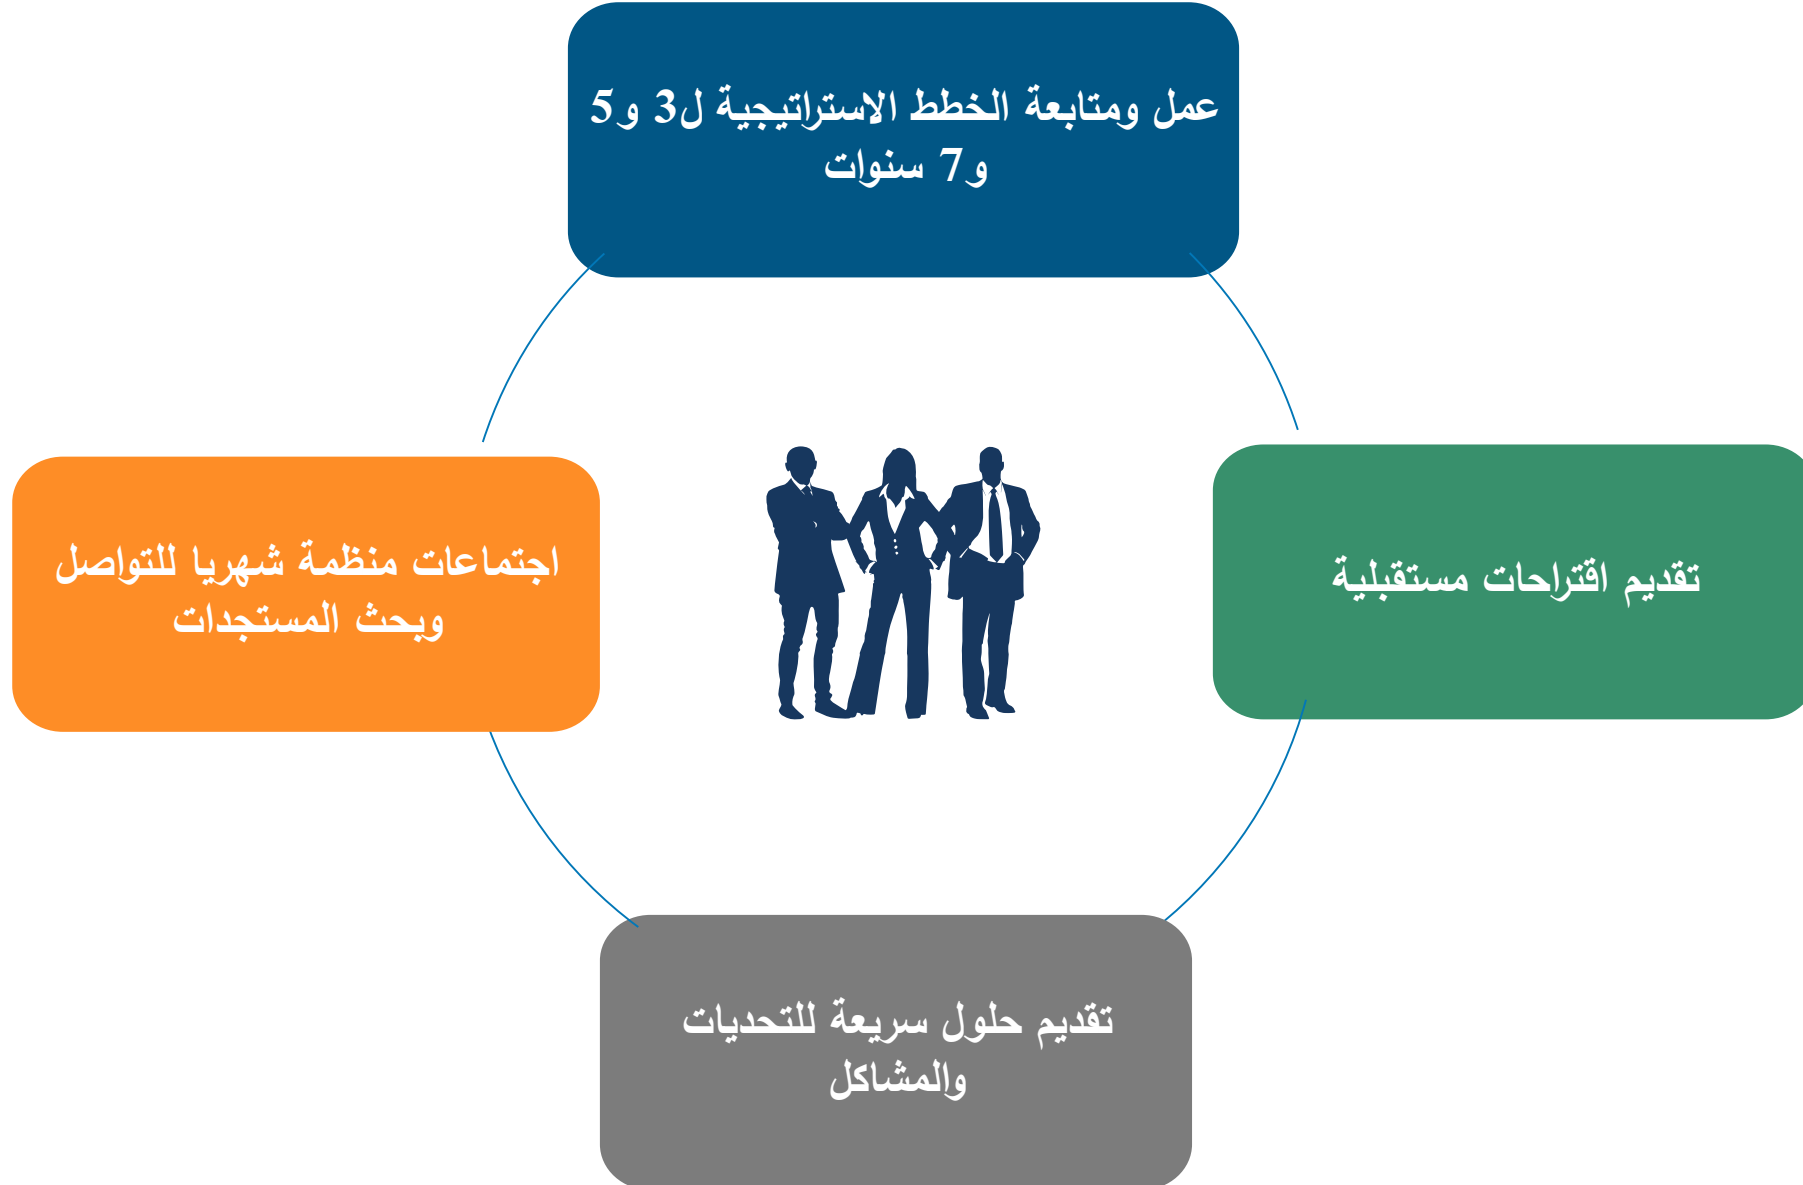 عمل ومتابعة الخطط الاستراتيجية ل3 و5
و7 سنوات
تقديم اقتراحات مستقبلية
اجتماعات منظمة شهريا للتواصل
وبحث المستجدات
تقديم حلول سريعة للتحديات
والمشاكل